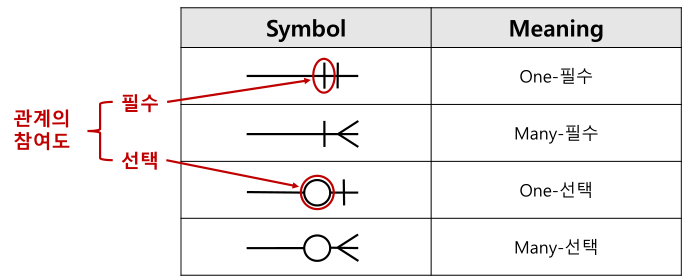 Symbol
Meaning
One-필수
Many-필수
One-선택
Many-선택
관계의
참여도
필수
선택